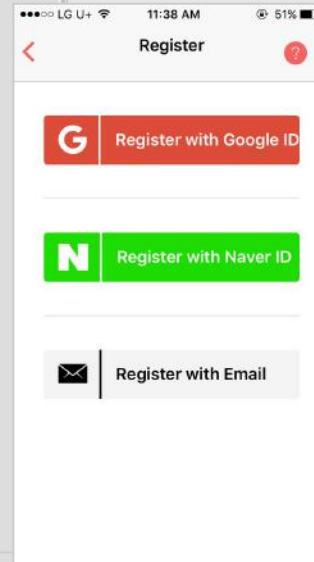 LG U+ 11:38 AM 51%
Register ?
G Register with Google ID
N Register with Naver ID
Register with Email